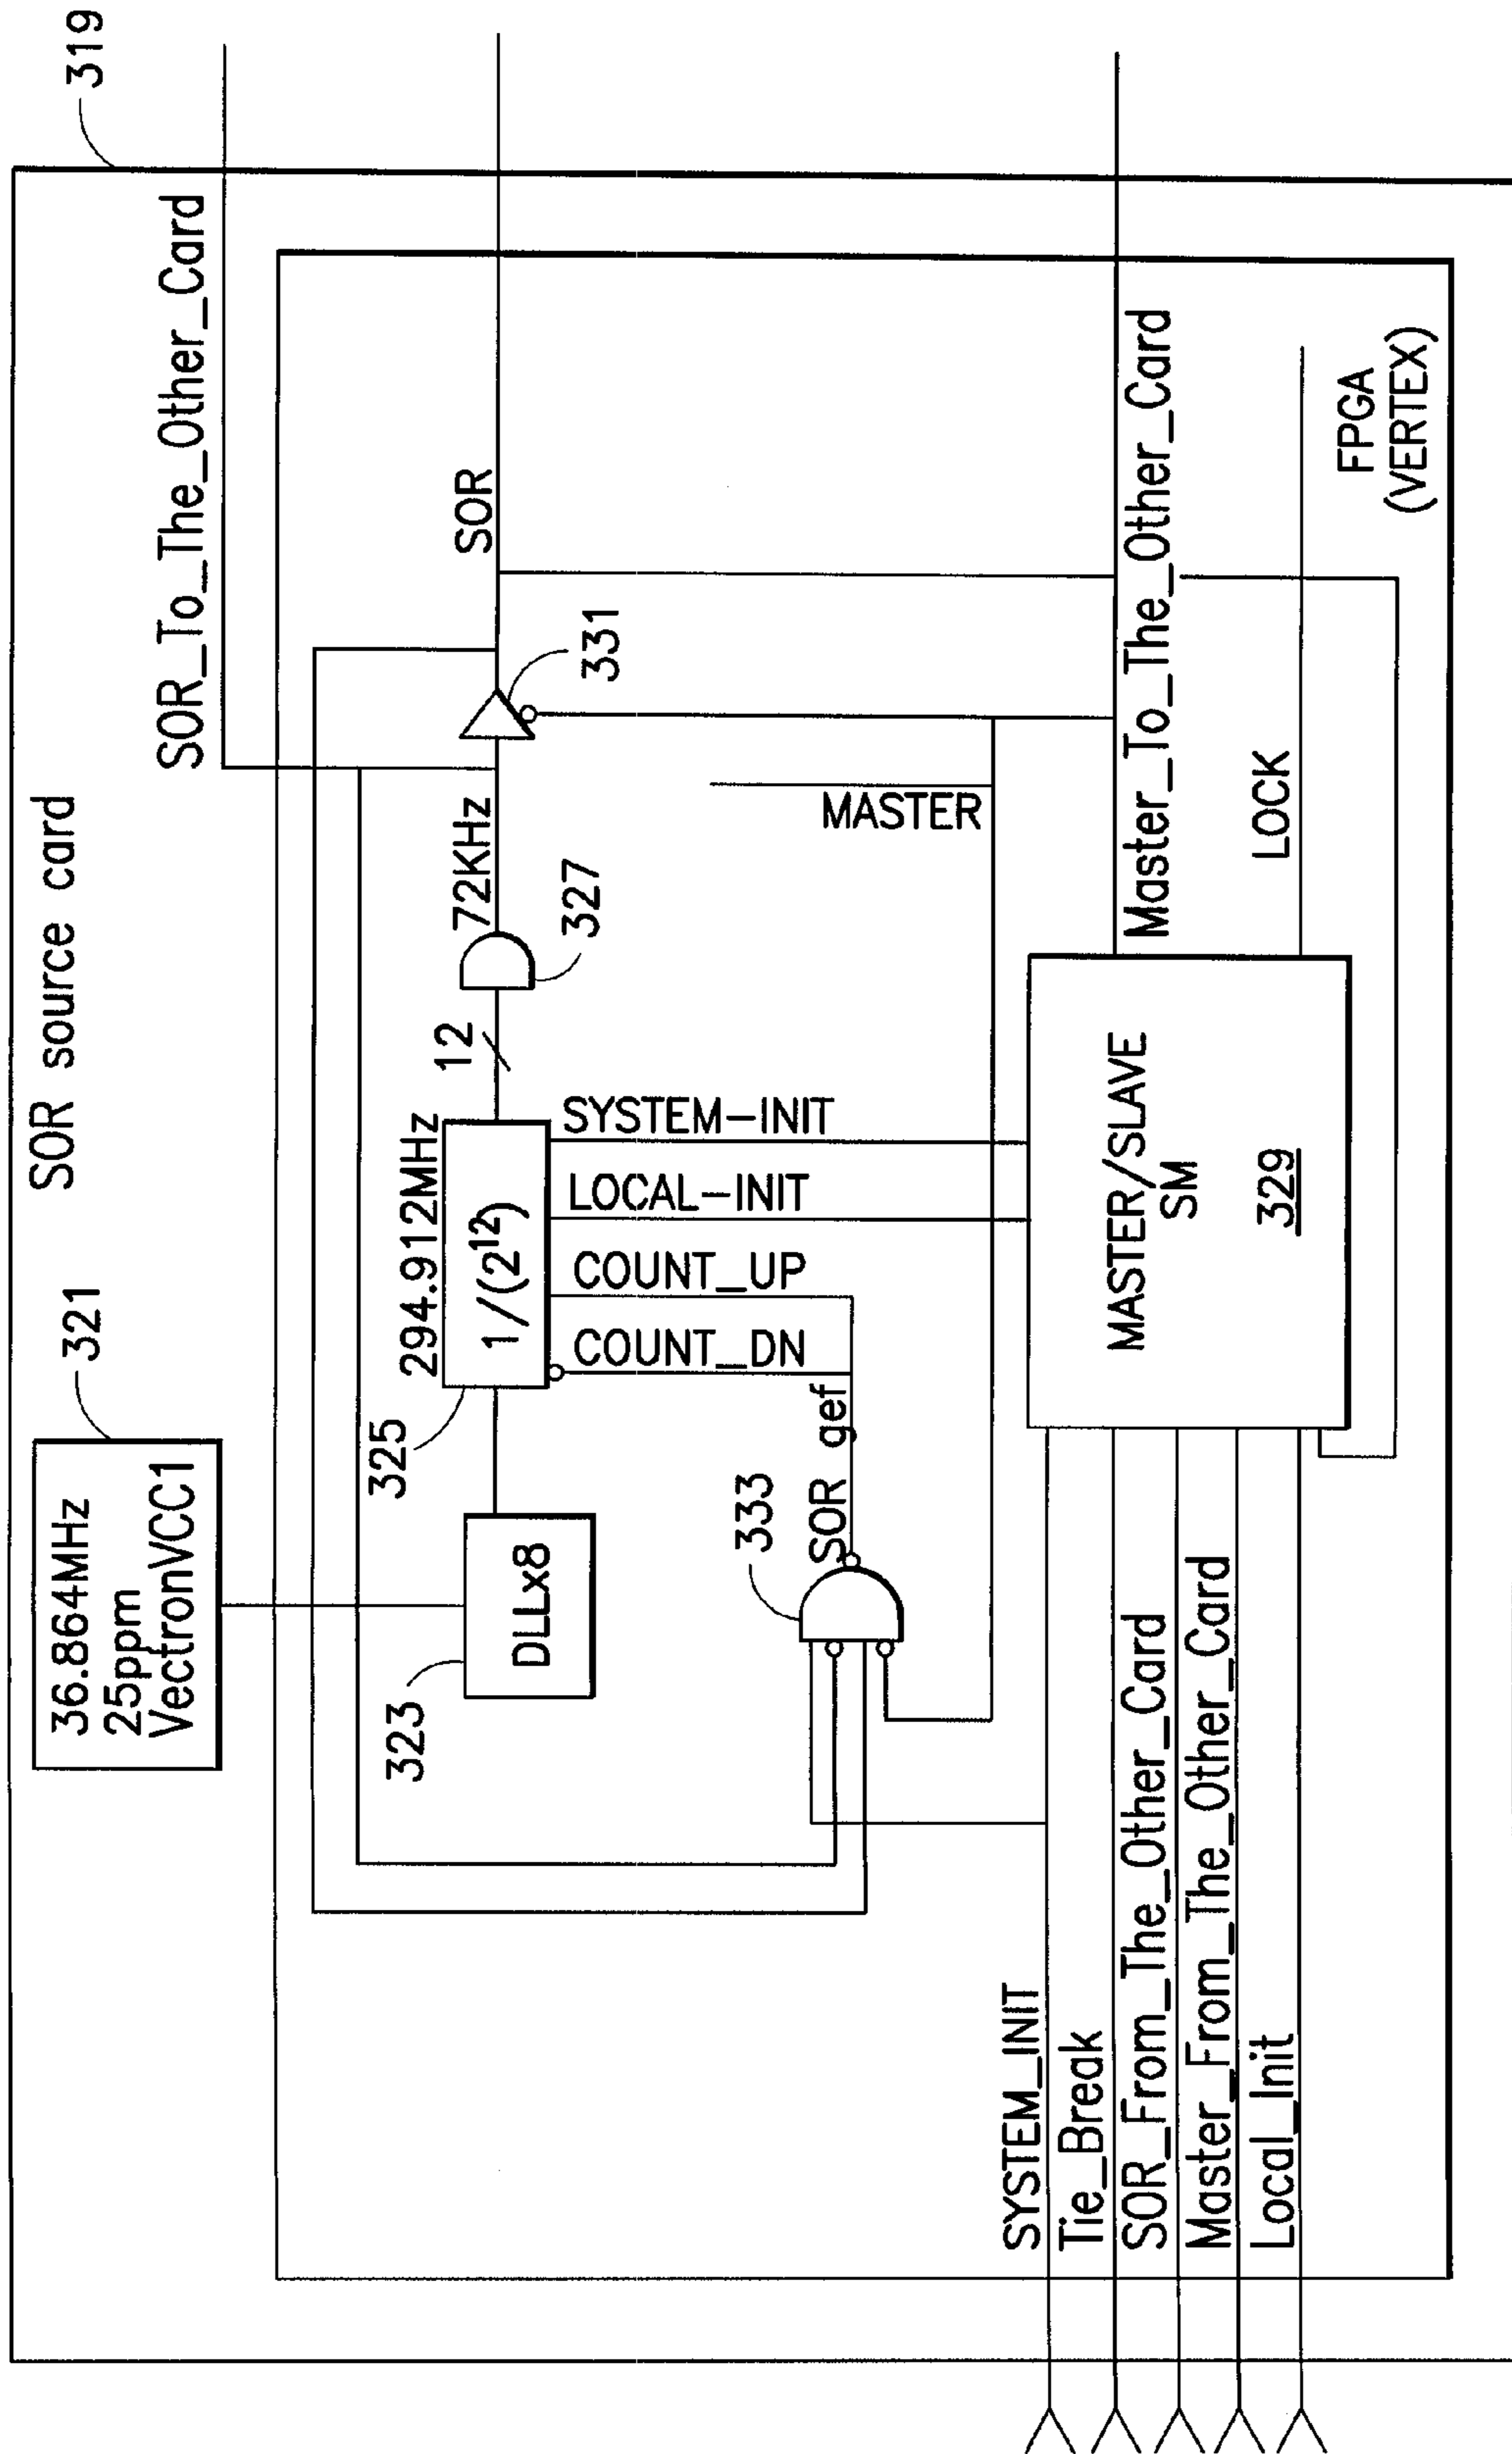 SOR source card
319
321
36.864MHz
25ppm
VectronVCC1
SOR_To_The_Other_Card
323
DLLx8
325
294.912MHz
1/(2¹²)
12
327
72KHz
331
SOR
COUNT_DN
COUNT_UP
LOCAL-INIT
SYSTEM-INIT
333
SOR qef
MASTER
SYSTEM_INIT
Tie_Break
SOR_From_The_Other_Card
Master_From_The_Other_Card
Local_Init
MASTER/SLAVE
SM
329
Master_To_The_Other_Card
LOCK
FPGA
(VERTEX)